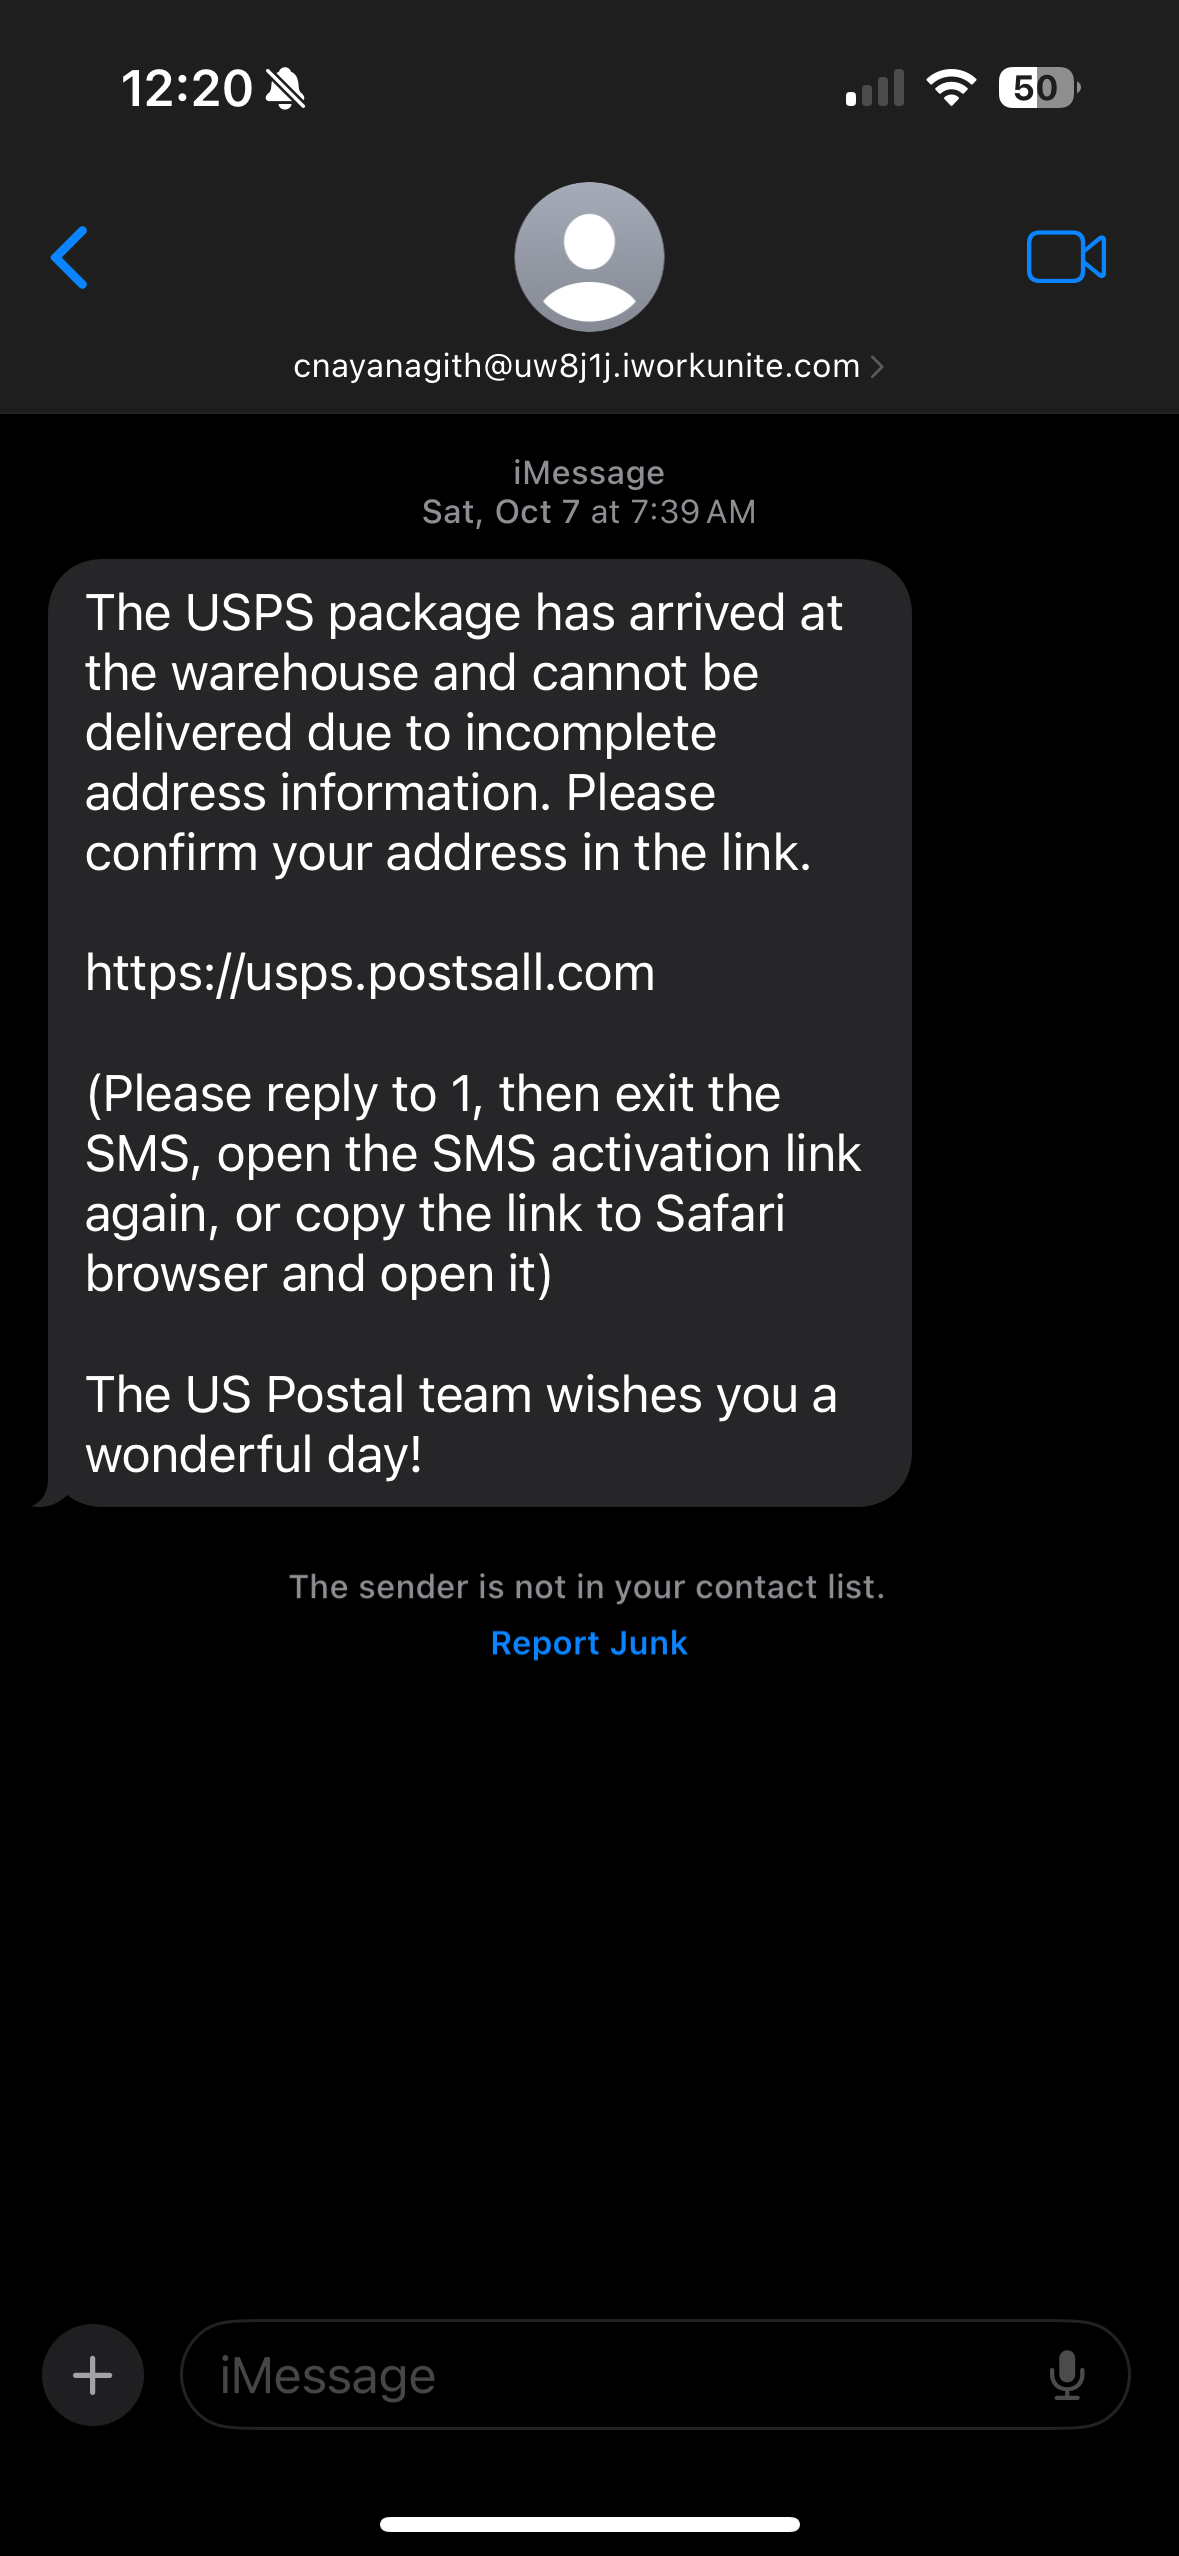 12:20
50
cnayanagith@uw8j1j.iworkunite.com
iMessage
Sat, Oct 7 at 7:39 AM
The USPS package has arrived at
the warehouse and cannot be
delivered due to incomplete
address information. Please
confirm your address in the link.
https://usps.postsall.com
(Please reply to 1, then exit the
SMS, open the SMS activation link
again, or copy the link to Safari
browser and open it)
The US Postal team wishes you a
wonderful day!
The sender is not in your contact list.
Report Junk
iMessage